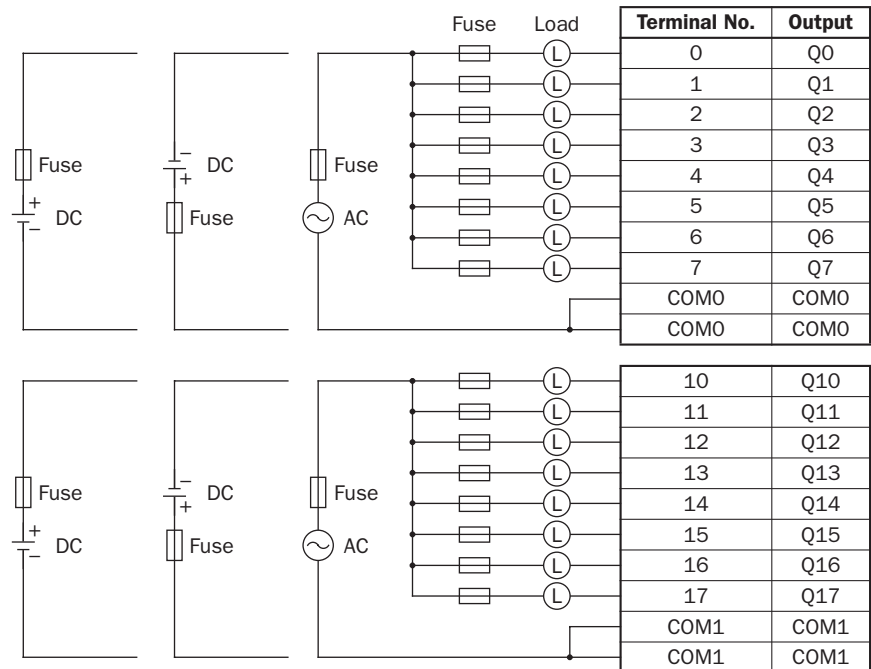 Fuse Load Terminal No. Output
L 0 Q0
L 1 Q1
L 2 Q2
L 3 Q3
L 4 Q4
L 5 Q5
L 6 Q6
L 7 Q7
COM0 COM0
COM0 COM0
Fuse
+
− DC
−
+ DC
Fuse
Fuse
AC
L 10 Q10
L 11 Q11
L 12 Q12
L 13 Q13
L 14 Q14
L 15 Q15
L 16 Q16
L 17 Q17
COM1 COM1
COM1 COM1
Fuse
+
− DC
−
+ DC
Fuse
Fuse
AC